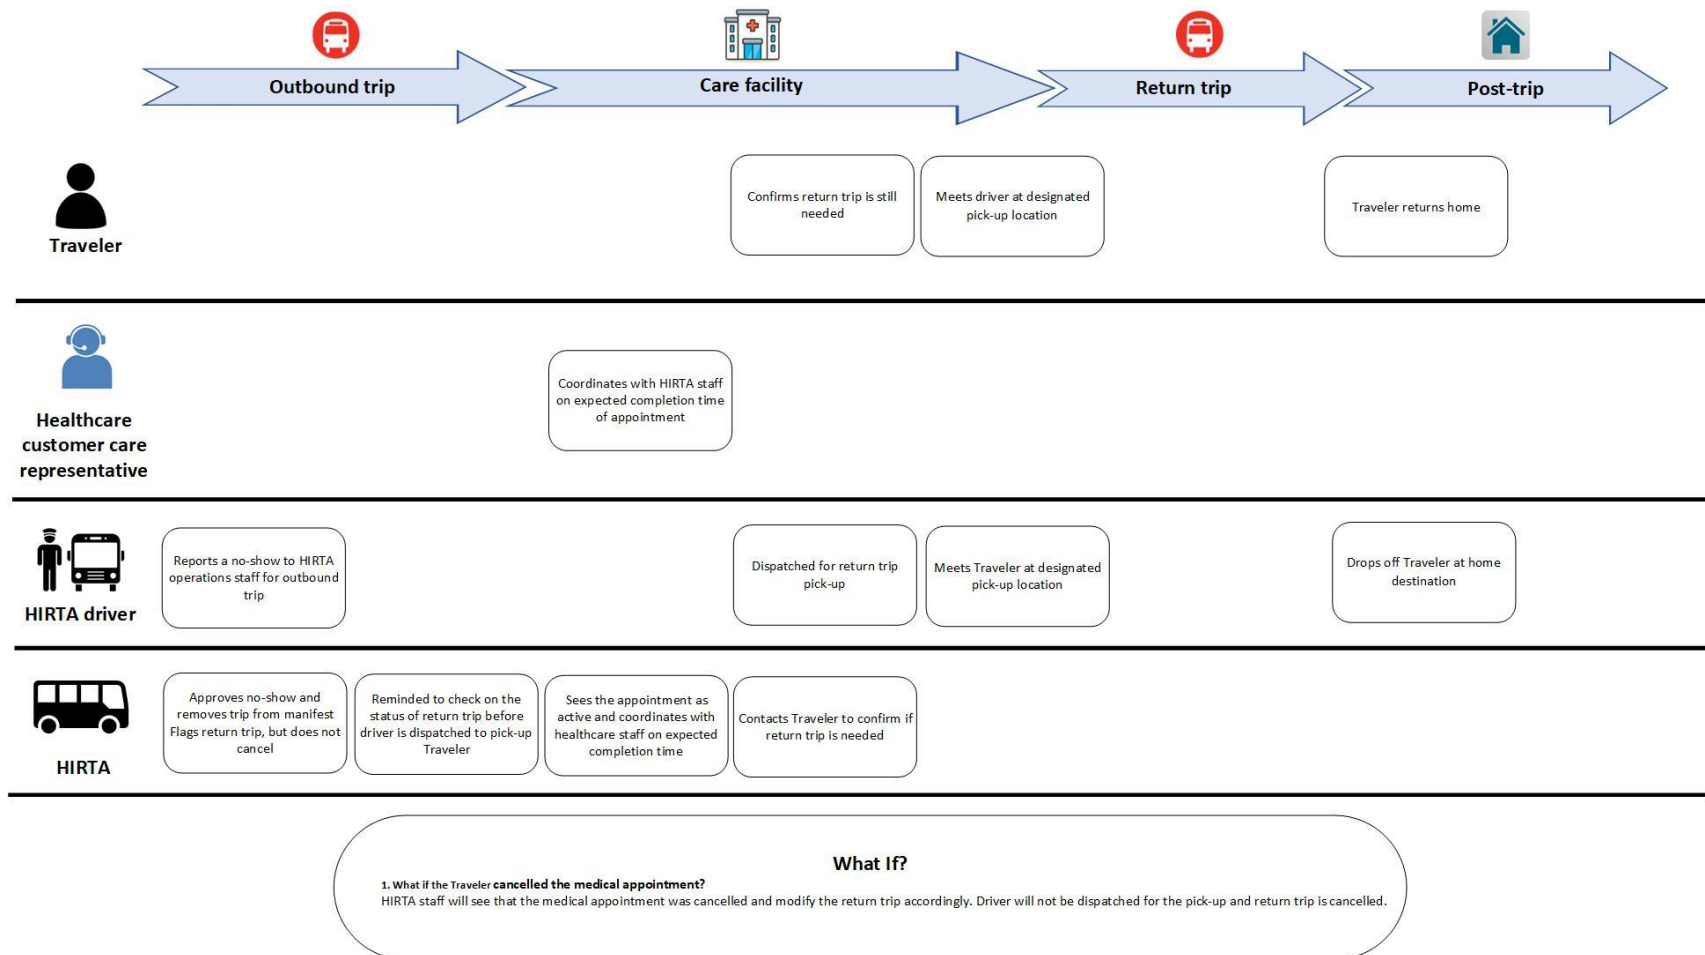 Outbound trip
Care facility
Return trip
Post-trip
Traveler
Confirms return trip is still
needed
Meets driver at designated
pick-up location
Traveler returns home
Healthcare
customer care
representative
Coordinates with HIRTA staff
on expected completion time
of appointment
HIRTA driver
Reports a no-show to HIRTA
operations staff for outbound
trip
Dispatched for return trip
pick-up
Meets Traveler at designated
pick-up location
Drops off Traveler at home
destination
HIRTA
Approves no-show and
removes trip from manifest
Flags return trip, but does not
cancel
Reminded to check on the
status of return trip before
driver is dispatched to pick-up
Traveler
Sees the appointment as
active and coordinates with
healthcare staff on expected
completion time
Contacts Traveler to confirm if
return trip is needed
What If?
1. What if the Traveler cancelled the medical appointment?
HIRTA staff will see that the medical appointment was cancelled and modify the return trip accordingly. Driver will not be dispatched for the pick-up and return trip is cancelled.